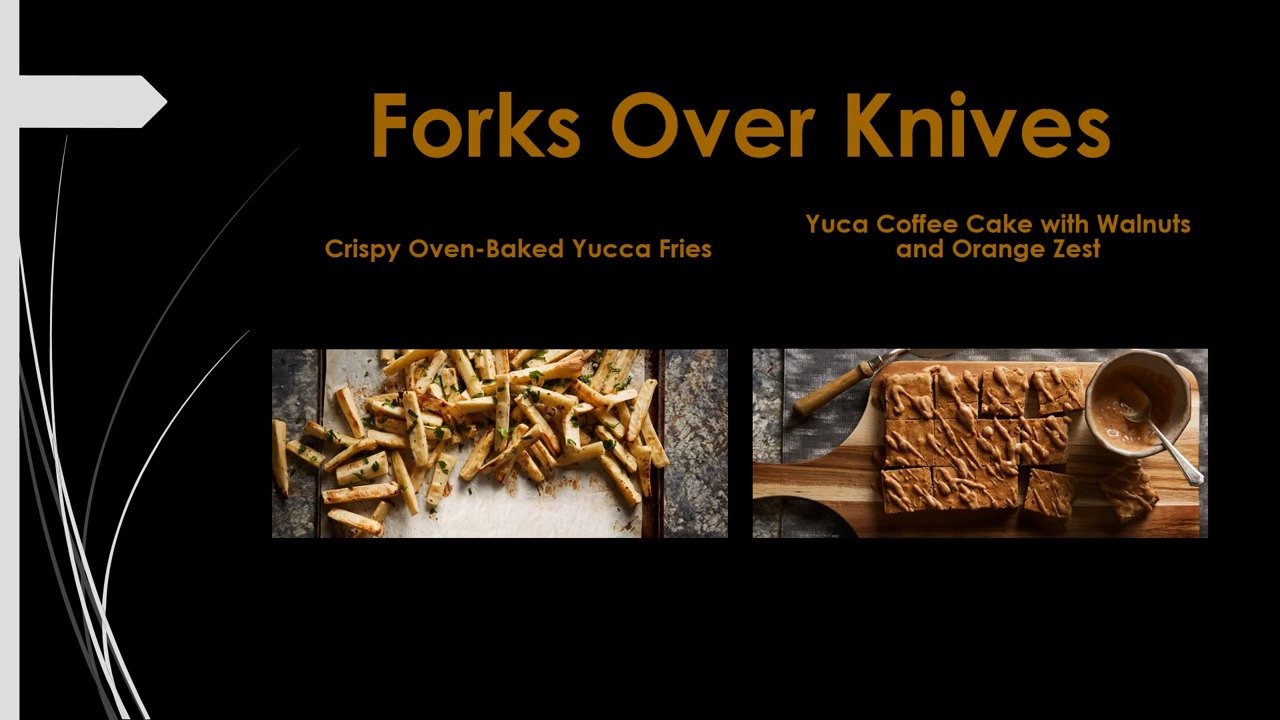 Forks Over Knives
Crispy Oven-Baked Yucca Fries
Yuca Coffee Cake with Walnuts
and Orange Zest